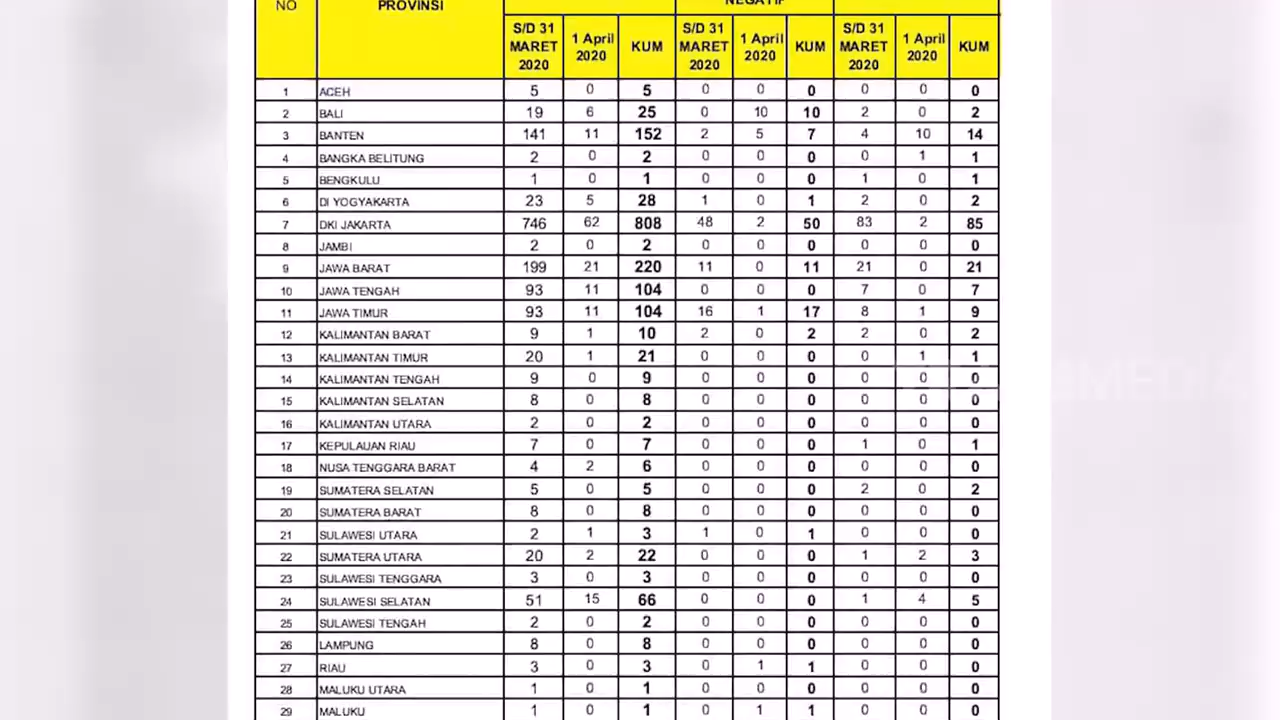 NO PROVINSI NEGATIF
S/D 31 MARET 2020 1 April 2020 KUM S/D 31 MARET 2020 1 April 2020 KUM S/D 31 MARET 2020 1 April 2020 KUM
1 ACEH 5 0 5 0 0 0 0 0 0
2 BALI 19 6 25 0 10 10 2 0 2
3 BANTEN 141 11 152 2 5 7 4 10 14
4 BANGKA BELITUNG 2 0 2 0 0 0 0 1 1
5 BENGKULU 1 0 1 0 0 0 1 0 1
6 DI YOGYAKARTA 23 5 28 1 0 1 2 0 2
7 DKI JAKARTA 746 62 808 48 2 50 83 2 85
8 JAMBI 2 0 2 0 0 0 0 0 0
9 JAWA BARAT 199 21 220 11 0 11 21 0 21
10 JAWA TENGAH 93 11 104 0 0 0 7 0 7
11 JAWA TIMUR 93 11 104 16 1 17 8 1 9
12 KALIMANTAN BARAT 9 1 10 2 0 2 2 0 2
13 KALIMANTAN TIMUR 20 1 21 0 0 0 0 1 1
14 KALIMANTAN TENGAH 9 0 9 0 0 0 0 0 0
15 KALIMANTAN SELATAN 8 0 8 0 0 0 0 0 0
16 KALIMANTAN UTARA 2 0 2 0 0 0 0 0 0
17 KEPULAUAN RIAU 7 0 7 0 0 0 1 0 1
18 NUSA TENGGARA BARAT 4 2 6 0 0 0 0 0 0
19 SUMATERA SELATAN 5 0 5 0 0 0 2 0 2
20 SUMATERA BARAT 8 0 8 0 0 0 0 0 0
21 SULAWESI UTARA 2 1 3 1 0 1 0 0 0
22 SUMATERA UTARA 20 2 22 0 0 0 1 2 3
23 SULAWESI TENGGARA 3 0 3 0 0 0 0 0 0
24 SULAWESI SELATAN 51 15 66 0 0 0 1 4 5
25 SULAWESI TENGAH 2 0 2 0 0 0 0 0 0
26 LAMPUNG 8 0 8 0 0 0 0 0 0
27 RIAU 3 0 3 0 1 1 0 0 0
28 MALUKU UTARA 1 0 1 0 0 0 0 0 0
29 MALUKU 1 0 1 0 1 1 0 0 0